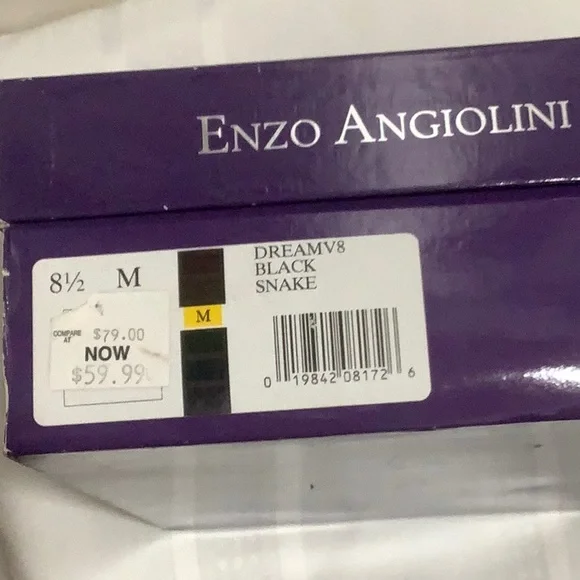 ENZO ANGIOLINI
8½ M
DREAMV8
BLACK
SNAKE
M
COMPARE AT $79.00
NOW
$59.99
0 19842 08172 6